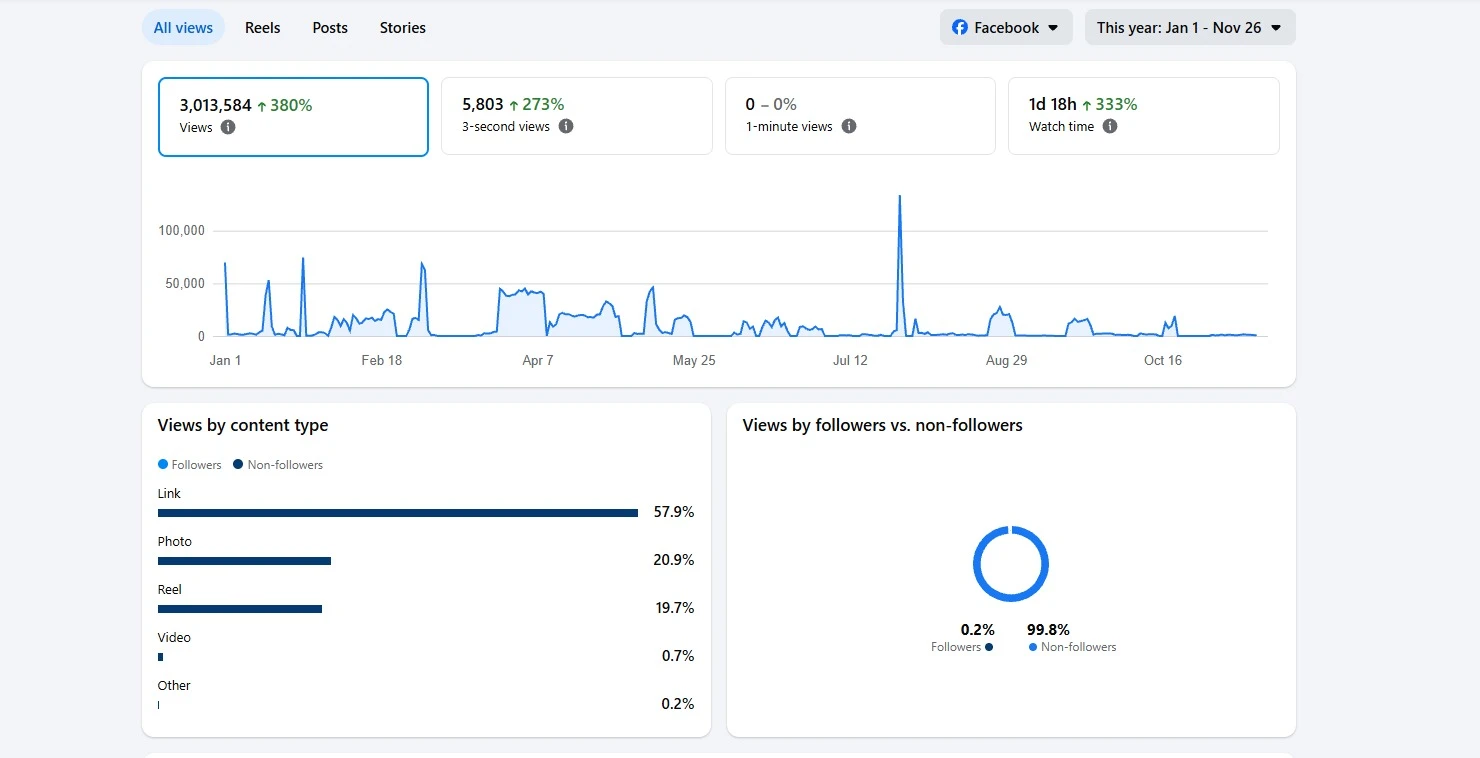 All views Reels Posts Stories Facebook This year: Jan 1 - Nov 26
3,013,584 ↑ 380%
Views
5,803 ↑ 273%
3-second views
0 – 0%
1-minute views
1d 18h ↑ 333%
Watch time
100,000
50,000
0
Jan 1 Feb 18 Apr 7 May 25 Jul 12 Aug 29 Oct 16
Views by content type
Followers Non-followers
Link
57.9%
Photo
20.9%
Reel
19.7%
Video
0.7%
Other
0.2%
Views by followers vs. non-followers
0.2% 99.8%
Followers Non-followers